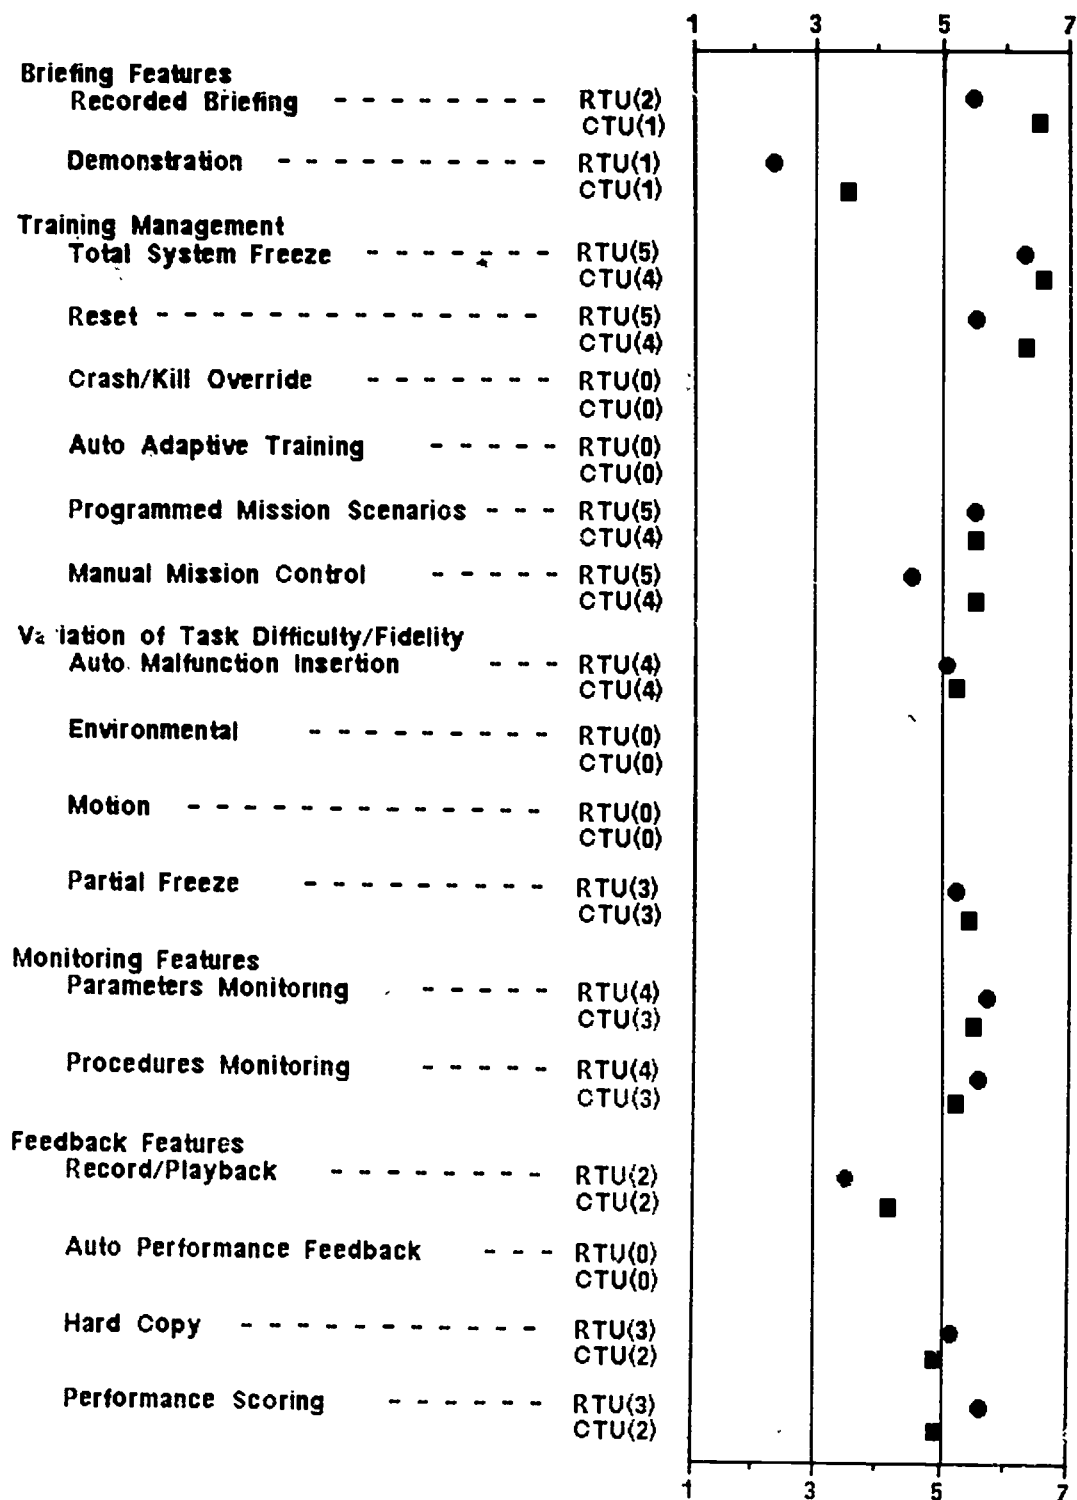 1 3 5 7
Briefing Features
Recorded Briefing - - - - - - - - RTU(2)
CTU(1)
Demonstration - - - - - - - - - - RTU(1)
CTU(1)
Training Management
Total System Freeze - - - - - - - RTU(5)
CTU(4)
Reset - - - - - - - - - - - - - - RTU(5)
CTU(4)
Crash/Kill Override - - - - - - - RTU(0)
CTU(0)
Auto Adaptive Training - - - - - RTU(0)
CTU(0)
Programmed Mission Scenarios - - - RTU(5)
CTU(4)
Manual Mission Control - - - - - RTU(5)
CTU(4)
of Task Difficulty/Fidelity
Auto Malfunction Insertion - - - RTU(4)
CTU(4)
Environmental - - - - - - - - - RTU(0)
CTU(0)
Motion - - - - - - - - - - - - - RTU(0)
CTU(0)
Partial Freeze - - - - - - - - - RTU(3)
CTU(3)
Monitoring Features
Parameters Monitoring - - - - - RTU(4)
CTU(3)
Procedures Monitoring - - - - - RTU(4)
CTU(3)
Feedback Features
Record/Playback - - - - - - - - RTU(2)
CTU(2)
Auto Performance Feedback - - - RTU(0)
CTU(0)
Hard Copy - - - - - - - - - - - RTU(3)
CTU(2)
Performance Scoring - - - - - - RTU(3)
CTU(2)
1 3 5 7